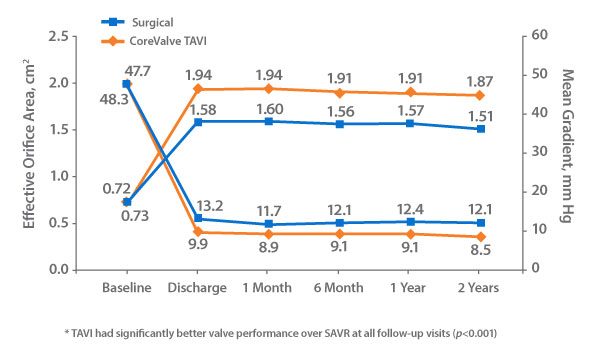 Surgical
CoreValve TAVI
Effective Orifice Area, cm²
Mean Gradient, mm Hg
2.5
2.0
1.5
1.0
0.5
0.0
60
50
40
30
20
10
0
47.7
48.3
1.94 1.94 1.91 1.91 1.87
1.58 1.60 1.56 1.57 1.51
0.72
0.73
13.2 11.7 12.1 12.4 12.1
9.9 8.9 9.1 9.1 8.5
Baseline Discharge 1 Month 6 Month 1 Year 2 Years
* TAVI had significantly better valve performance over SAVR at all follow-up visits (p<0.001)